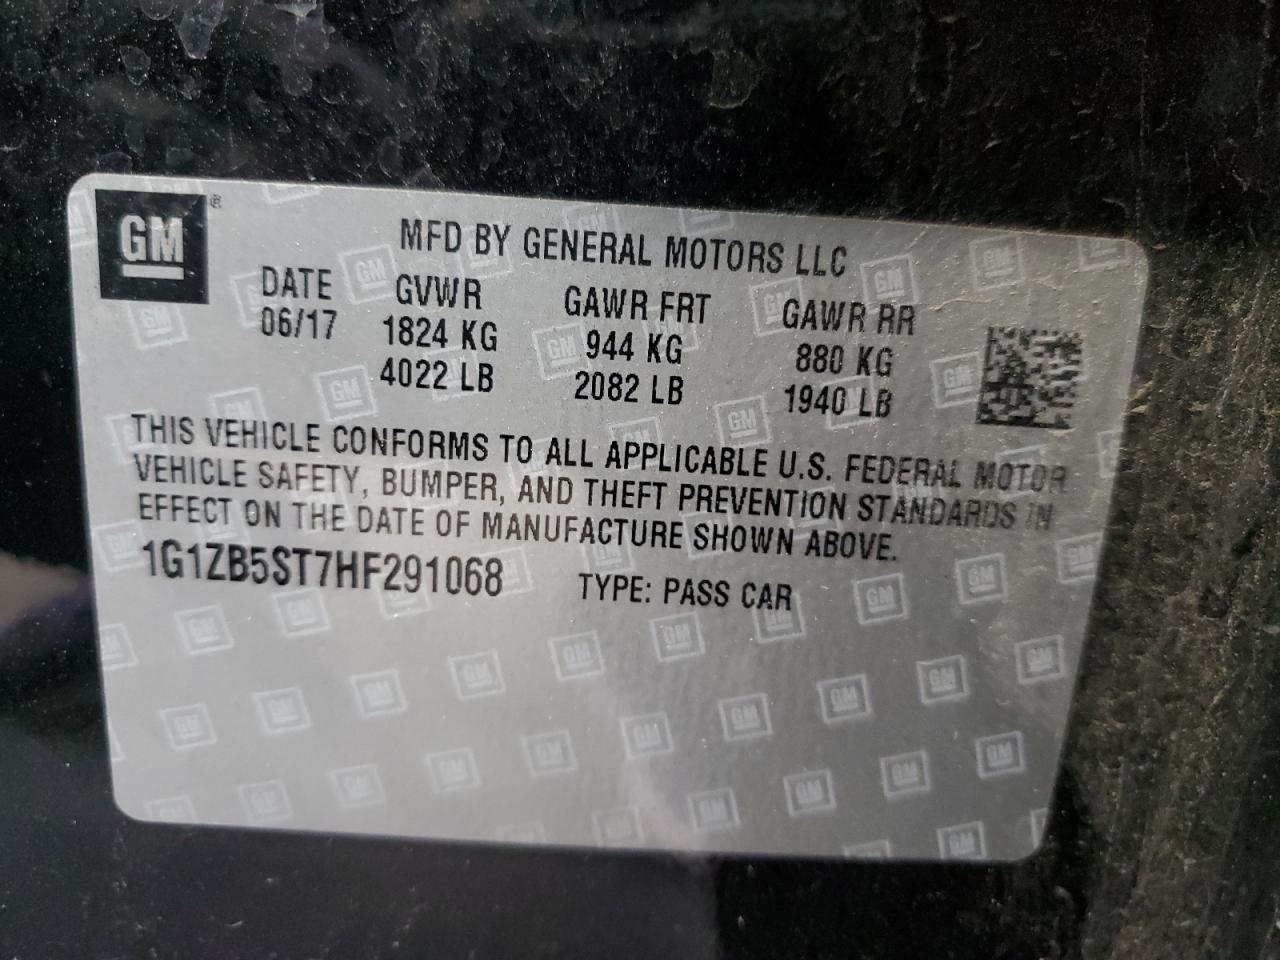 GM
MFD BY GENERAL MOTORS LLC
DATE GVWR GAWR FRT GAWR RR
06/17 1824 KG 944 KG 880 KG
4022 LB 2082 LB 1940 LB
THIS VEHICLE CONFORMS TO ALL APPLICABLE U.S. FEDERAL MOTOR
VEHICLE SAFETY, BUMPER, AND THEFT PREVENTION STANDARDS IN
EFFECT ON THE DATE OF MANUFACTURE SHOWN ABOVE.
1G1ZB5ST7HF291068 TYPE: PASS CAR